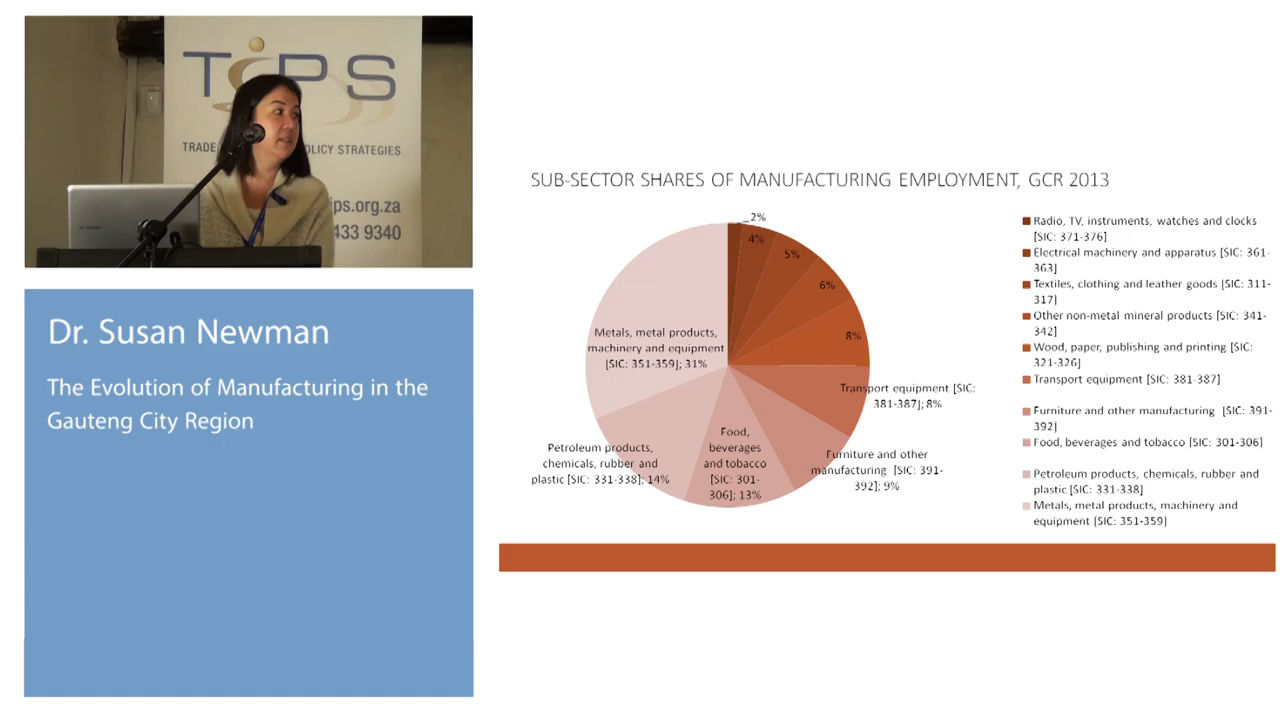 TiPS
TRADE
OLICY STRATEGIES
ips.org.za
433 9340
Dr. Susan Newman
The Evolution of Manufacturing in the
Gauteng City Region
SUB-SECTOR SHARES OF MANUFACTURING EMPLOYMENT, GCR 2013
2%
4%
5%
6%
8%
Metals, metal products,
machinery and equipment
[SIC: 351-359]; 31%
Transport equipment [SIC:
381-387]; 8%
Food,
beverages
and tobacco
[SIC: 301-
306]; 13%
Petroleum products,
chemicals, rubber and
plastic [SIC: 331-338]; 14%
Furniture and other
manufacturing [SIC: 391-
392]; 9%
Radio, TV, instruments, watches and clocks
[SIC: 371-376]
Electrical machinery and apparatus [SIC: 361-
363]
Textiles, clothing and leather goods [SIC: 311-
317]
Other non-metal mineral products [SIC: 341-
342]
Wood, paper, publishing and printing [SIC:
321-326]
Transport equipment [SIC: 381-387]
Furniture and other manufacturing [SIC: 391-
392]
Food, beverages and tobacco [SIC: 301-306]
Petroleum products, chemicals, rubber and
plastic [SIC: 331-338]
Metals, metal products, machinery and
equipment [SIC: 351-359]